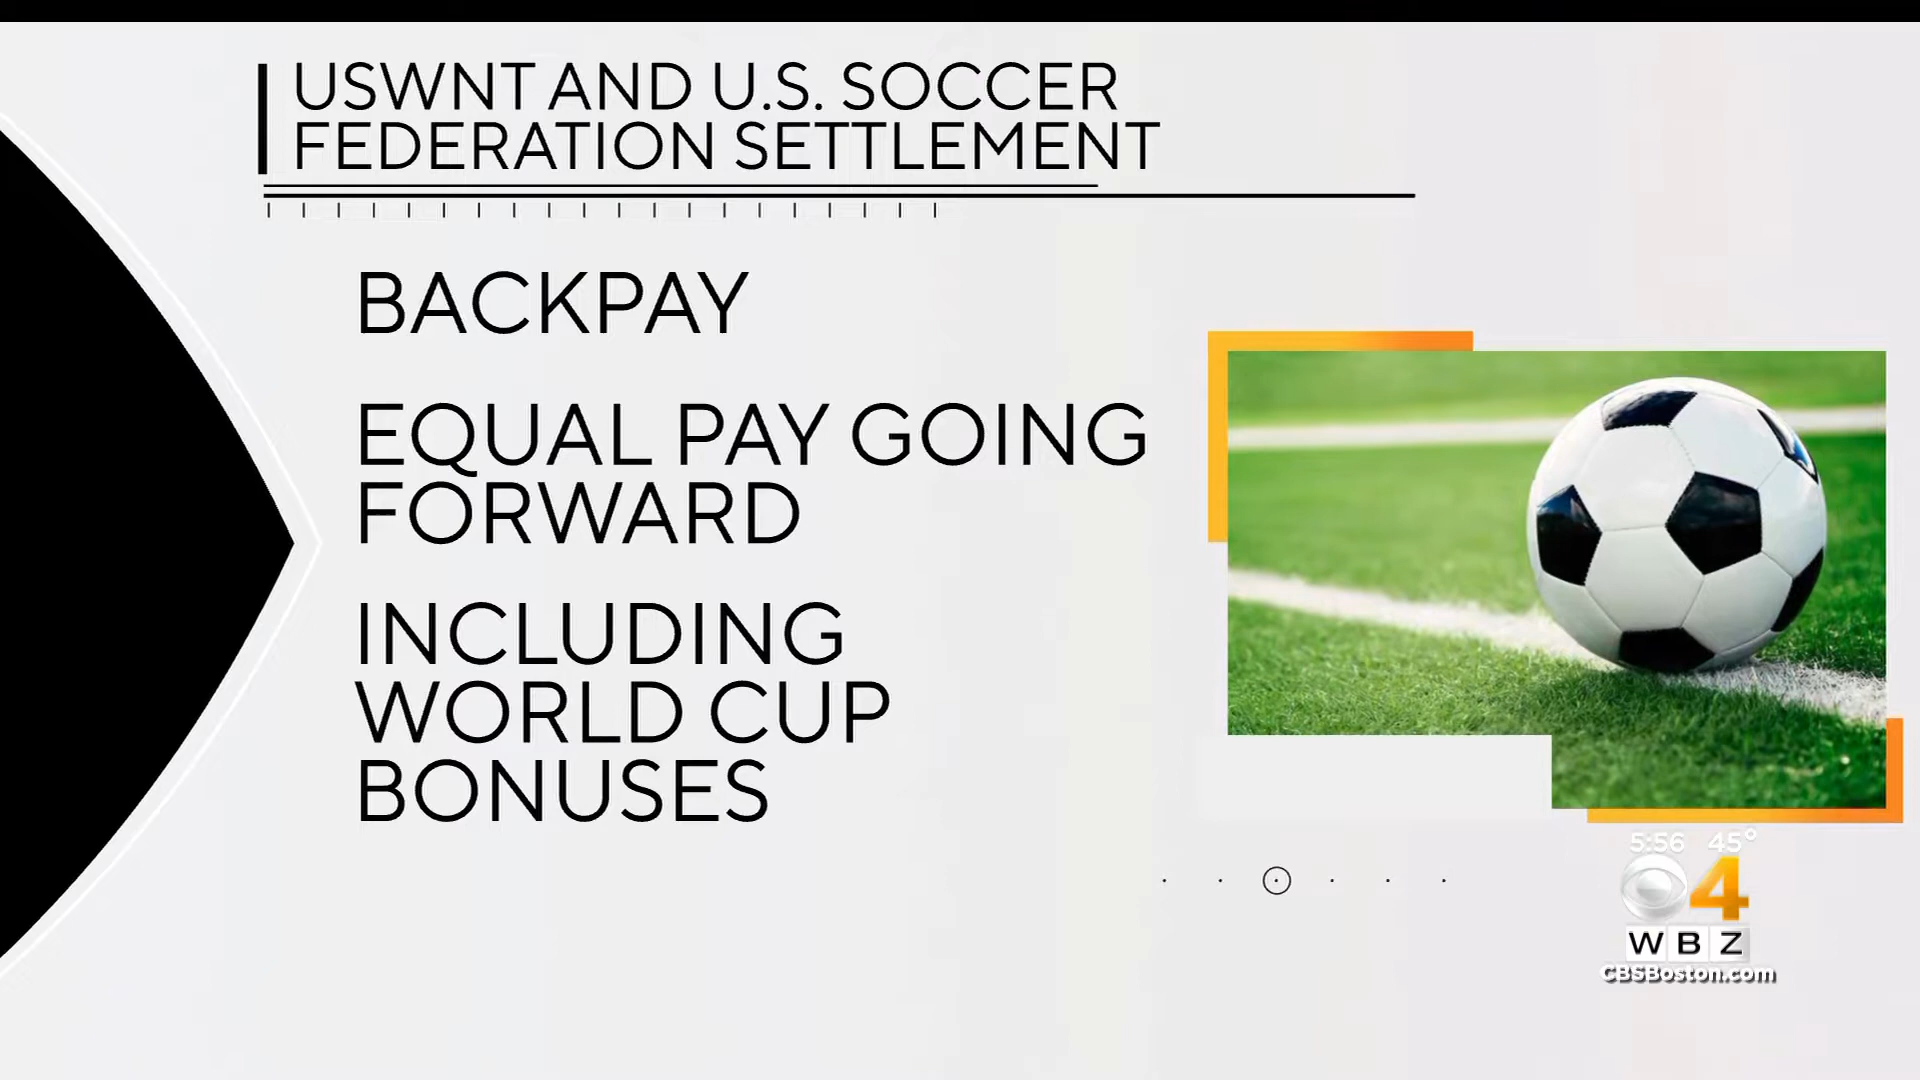 USWNT AND U.S. SOCCER
FEDERATION SETTLEMENT
BACKPAY
EQUAL PAY GOING
FORWARD
INCLUDING
WORLD CUP
BONUSES
5:56 45°
4
WBZ
CBSBoston.com